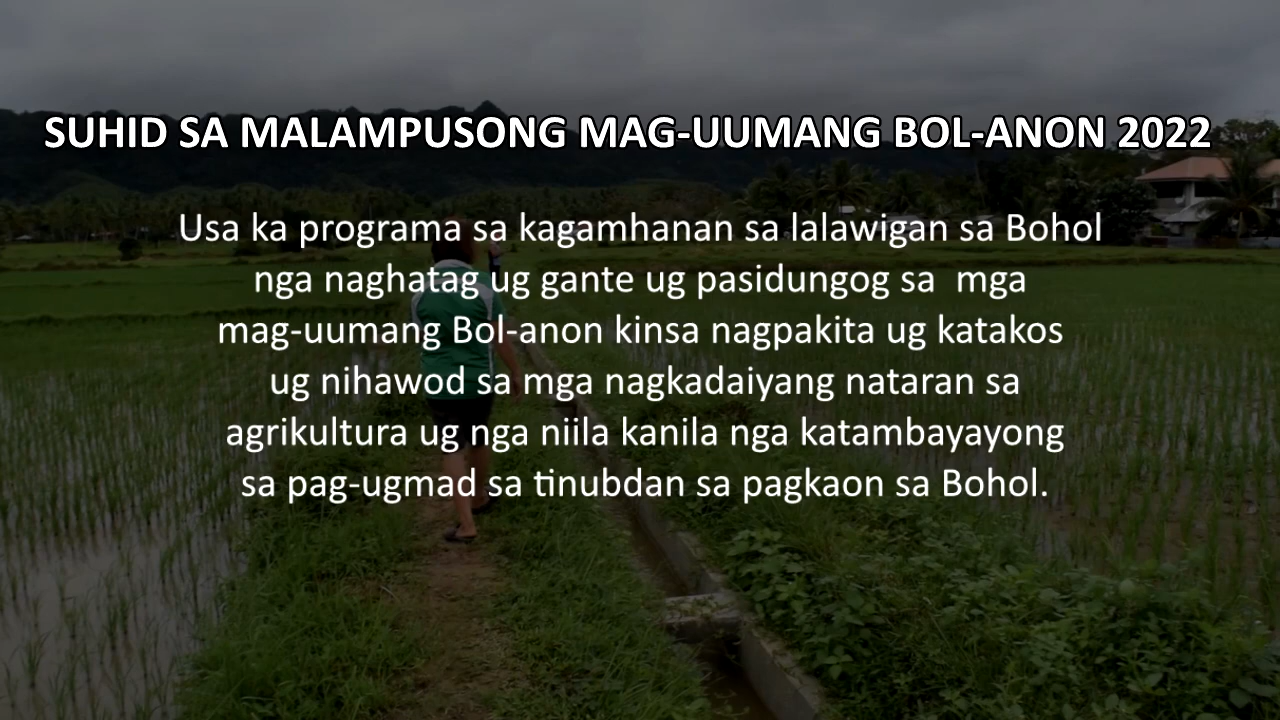 SUHID SA MALAMPUSONG MAG-UUMANG BOL-ANON 2022
Usa ka programa sa kagamhanan sa lalawigan sa Bohol
nga naghatag ug gante ug pasidungog sa  mga
mag-uumang Bol-anon kinsa nagpakita ug katakos
ug nihawod sa mga nagkadaiyang nataran sa
agrikultura ug nga niila kanila nga katambayayong
sa pag-ugmad sa tinubdan sa pagkaon sa Bohol.